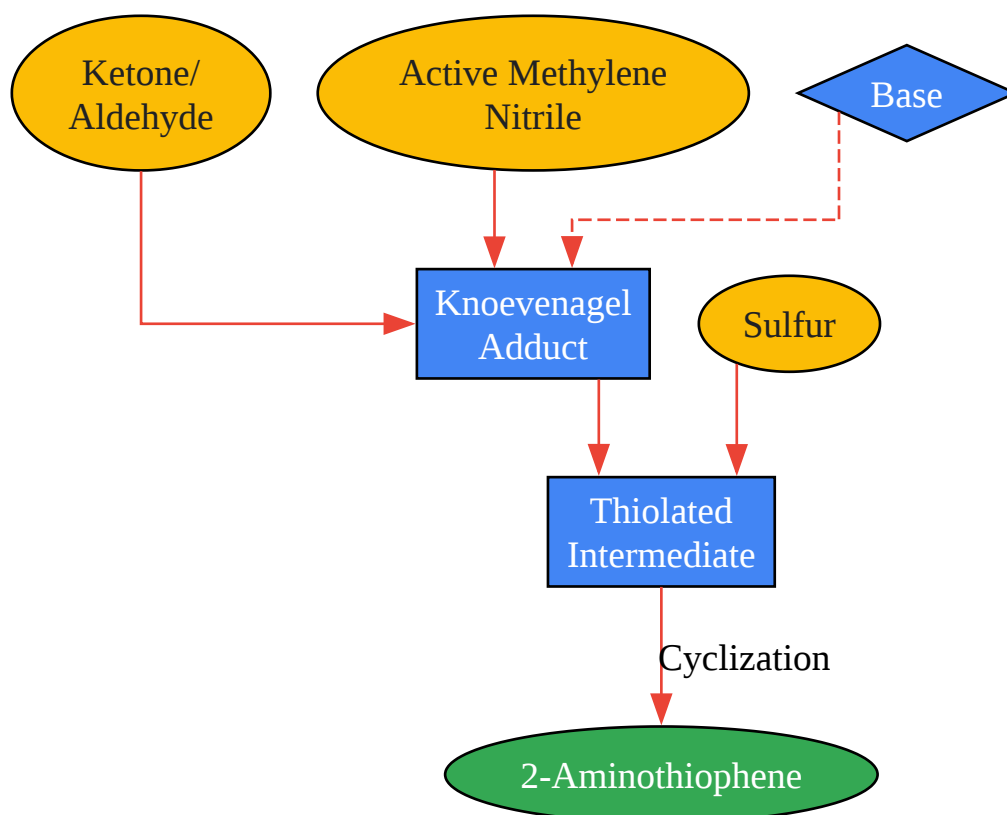 Ketone/
Aldehyde
Active Methylene
Nitrile
Base
Knoevenagel
Adduct
Sulfur
Thiolated
Intermediate
Cyclization
2-Aminothiophene